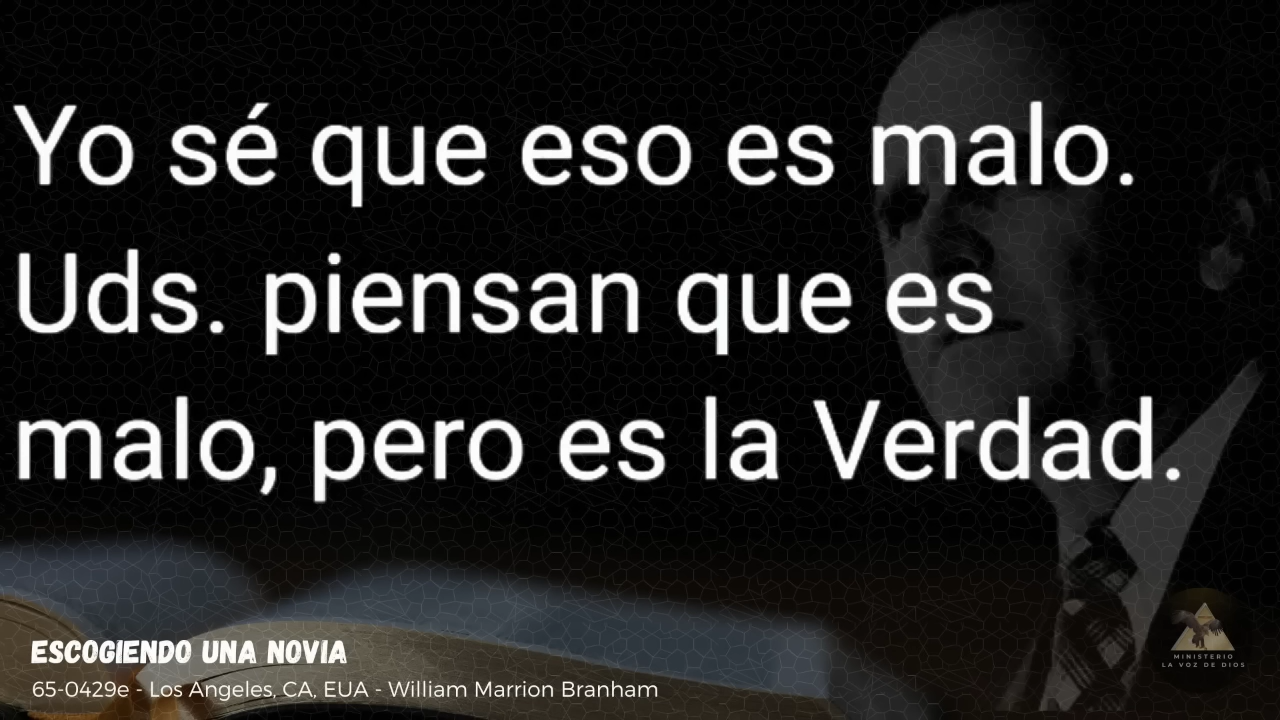 Yo sé que eso es malo.
Uds. piensan que es
malo, pero es la Verdad.
ESCOGIENDO UNA NOVIA
65-0429e - Los Angeles, CA, EUA - William Marrion Branham
MINISTERIO
LA VOZ DE DIOS